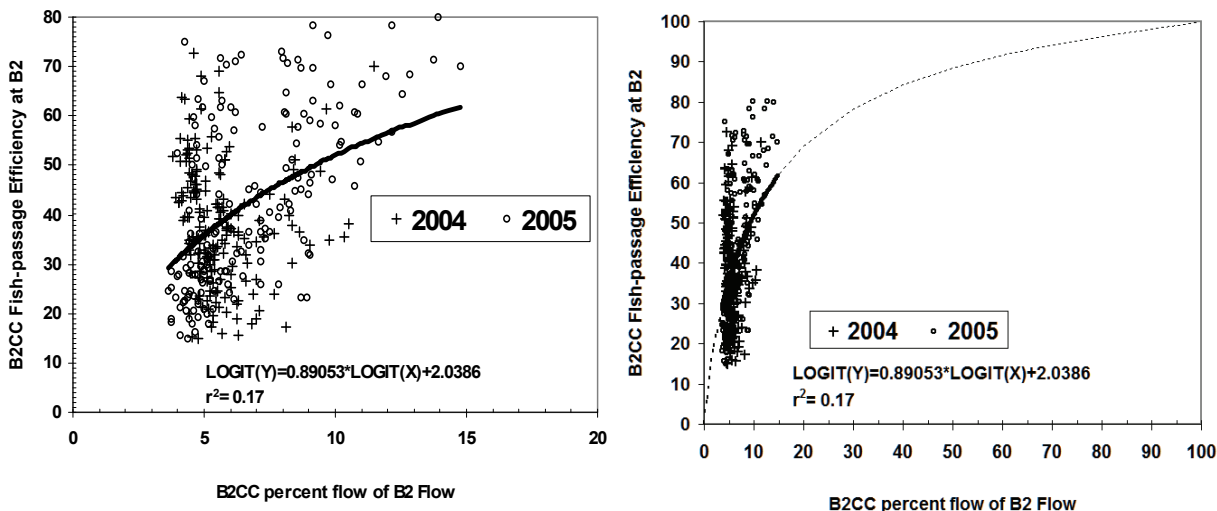 80
70
60
50
40
30
20
10
0
B2CC Fish-passage Efficiency at B2
2004 2005
LOGIT(Y)=0.89053*LOGIT(X)+2.0386
r²= 0.17
0 5 10 15 20
B2CC percent flow of B2 Flow
100
90
80
70
60
50
40
30
20
10
0
B2CC Fish-passage Efficiency at B2
2004 2005
LOGIT(Y)=0.89053*LOGIT(X)+2.0386
r²= 0.17
0 10 20 30 40 50 60 70 80 90 100
B2CC percent flow of B2 Flow